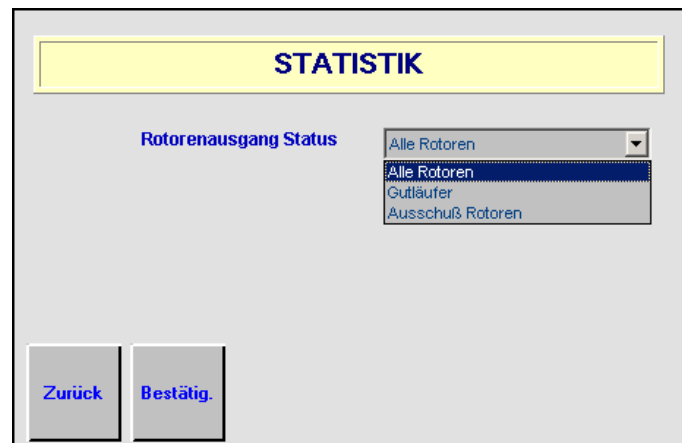 STATISTIK
Rotorenausgang Status
Alle Rotoren
Alle Rotoren
Gutläufer
Ausschuß Rotoren
Zurück
Bestätig.